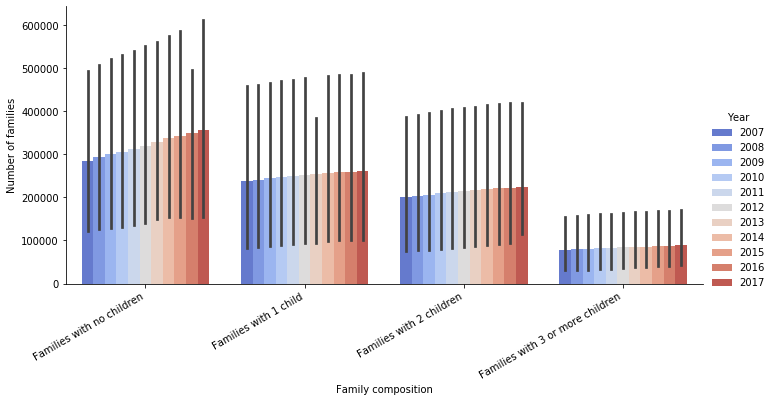 600000
500000
400000
300000
200000
100000
0
Number of families
Families with no children
Families with 1 child
Families with 2 children
Families with 3 or more children
Family composition
Year
2007
2008
2009
2010
2011
2012
2013
2014
2015
2016
2017